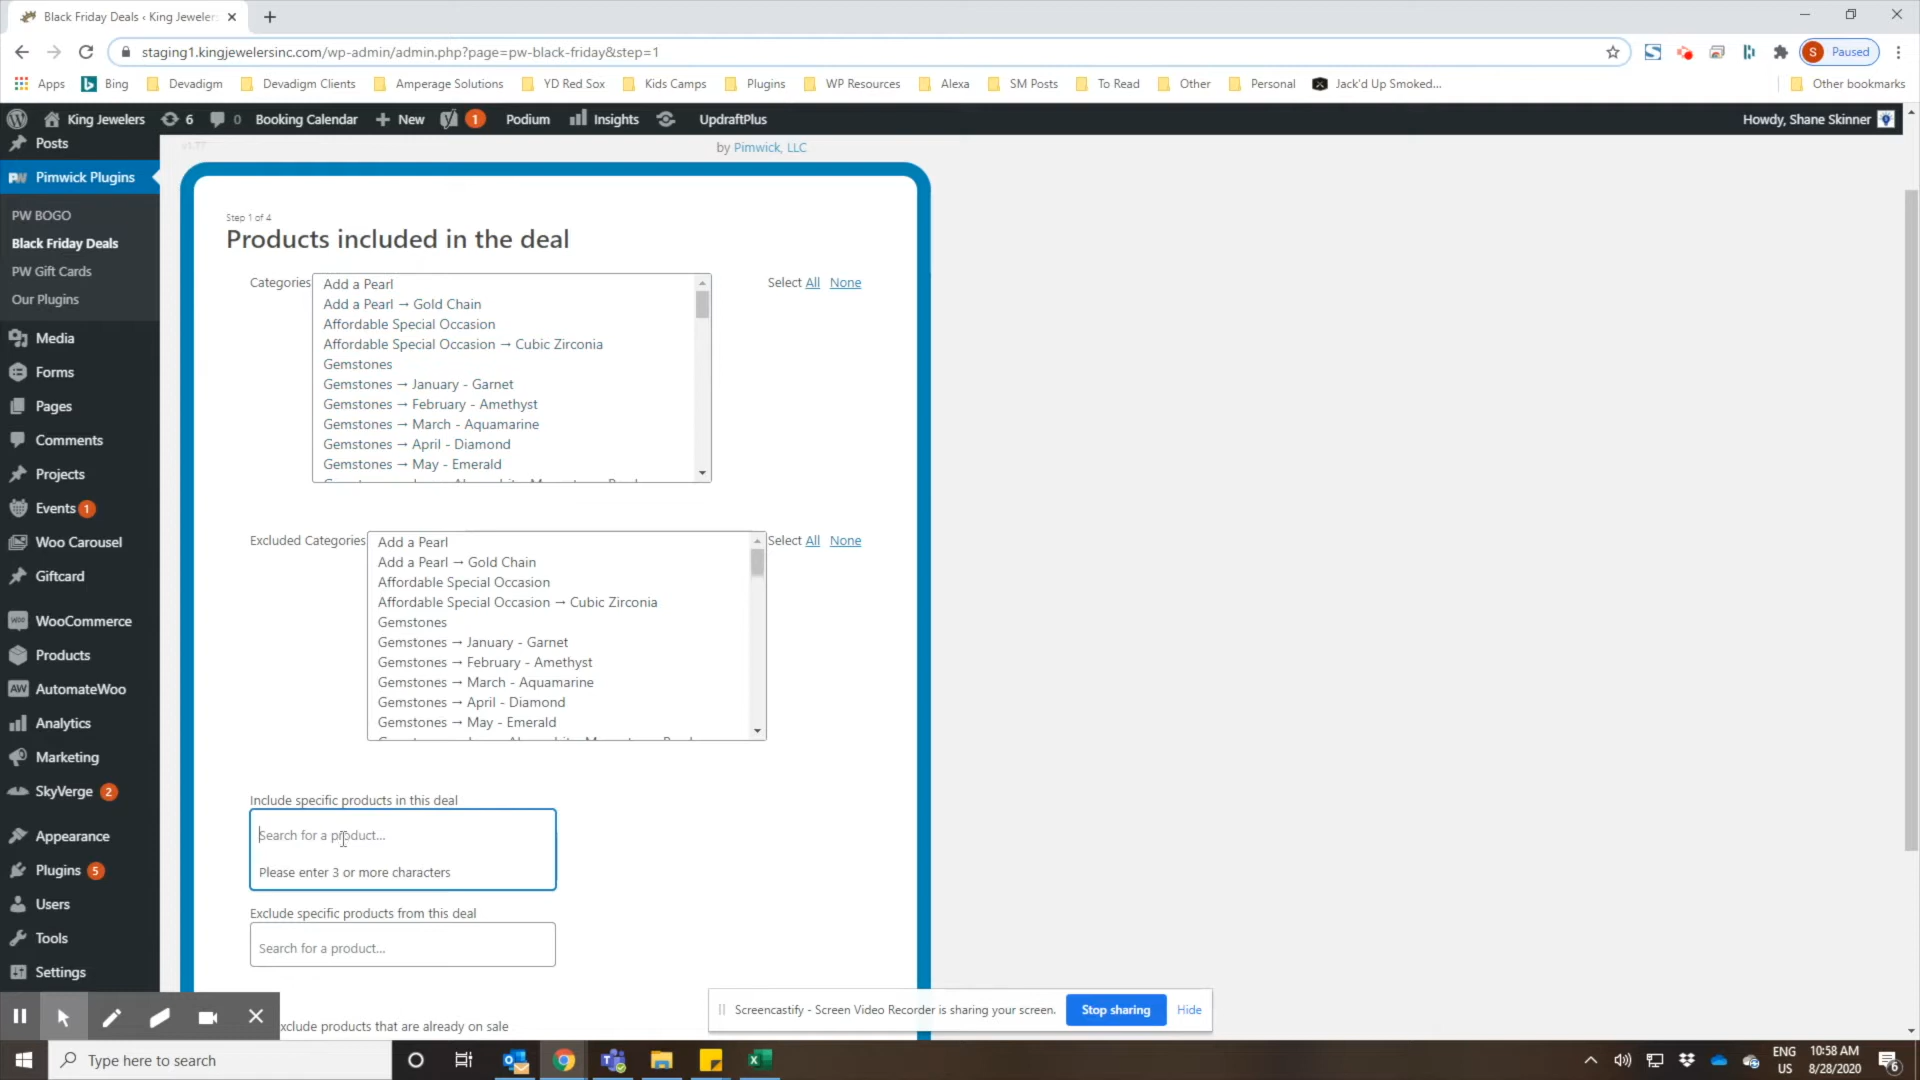 Black Friday Deals ‹ King Jeweler
staging1.kingjewelersinc.com/wp-admin/admin.php?page=pw-black-friday&step=1
S Paused
Apps Bing Devadigm Devadigm Clients Amperage Solutions YD Red Sox Kids Camps Plugins WP Resources Alexa SM Posts To Read Other Personal Jack'd Up Smoked... Other bookmarks
King Jewelers 6 0 Booking Calendar New 1 Podium Insights UpdraftPlus Howdy, Shane Skinner
Posts
v1.77 by Pimwick, LLC
Pimwick Plugins
PW BOGO
Black Friday Deals
PW Gift Cards
Our Plugins
Media
Forms
Pages
Comments
Projects
Events 1
Woo Carousel
Giftcard
WooCommerce
Products
AutomateWoo
Analytics
Marketing
SkyVerge 2
Appearance
Plugins 5
Users
Tools
Settings
Step 1 of 4
Products included in the deal
Categories
Add a Pearl
Add a Pearl → Gold Chain
Affordable Special Occasion
Affordable Special Occasion → Cubic Zirconia
Gemstones
Gemstones → January - Garnet
Gemstones → February - Amethyst
Gemstones → March - Aquamarine
Gemstones → April - Diamond
Gemstones → May - Emerald
Select All None
Excluded Categories
Add a Pearl
Add a Pearl → Gold Chain
Affordable Special Occasion
Affordable Special Occasion → Cubic Zirconia
Gemstones
Gemstones → January - Garnet
Gemstones → February - Amethyst
Gemstones → March - Aquamarine
Gemstones → April - Diamond
Gemstones → May - Emerald
Select All None
Include specific products in this deal
Search for a product...
Please enter 3 or more characters
Exclude specific products from this deal
Search for a product...
xclude products that are already on sale
Screencastify - Screen Video Recorder is sharing your screen. Stop sharing Hide
Type here to search
ENG
US
10:58 AM
8/28/2020
6